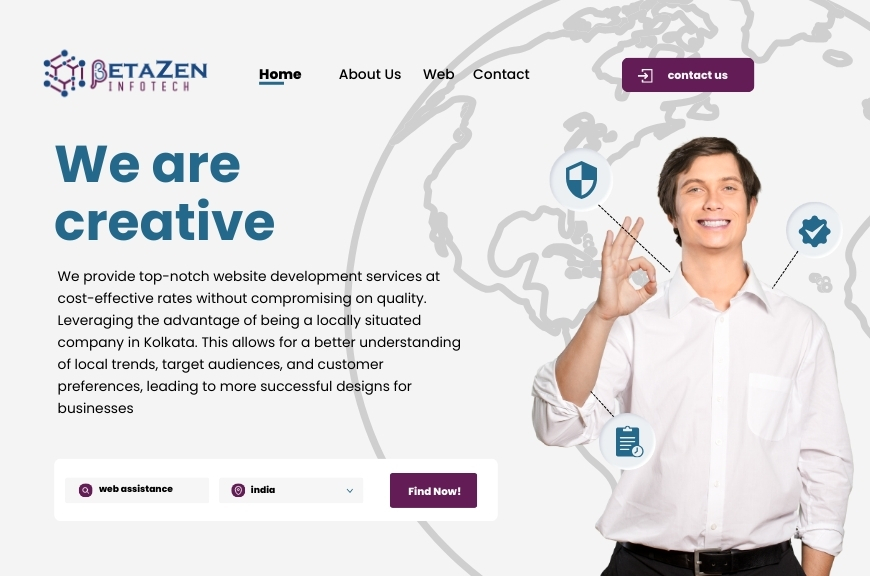 βETAZEN
INFOTECH
Home
About Us
Web
Contact
contact us
We are
creative
We provide top-notch website development services at
cost-effective rates without compromising on quality.
Leveraging the advantage of being a locally situated
company in Kolkata. This allows for a better understanding
of local trends, target audiences, and customer
preferences, leading to more successful designs for
businesses
web assistance
india
Find Now!